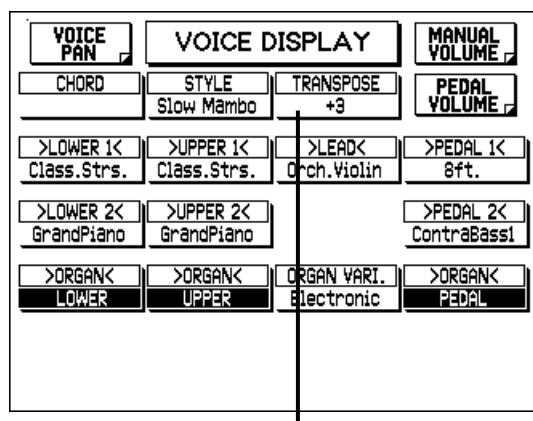 VOICE PAN
VOICE DISPLAY
MANUAL VOLUME
CHORD
STYLE
Slow Mambo
TRANSPOSE
+3
PEDAL VOLUME
>LOWER 1<
Class.Strs.
>UPPER 1<
Class.Strs.
>LEAD<
Orch.Violin
>PEDAL 1<
8ft.
>LOWER 2<
GrandPiano
>UPPER 2<
GrandPiano
>PEDAL 2<
ContraBass1
>ORGAN<
LOWER
>ORGAN<
UPPER
ORGAN VARI.
Electronic
>ORGAN<
PEDAL